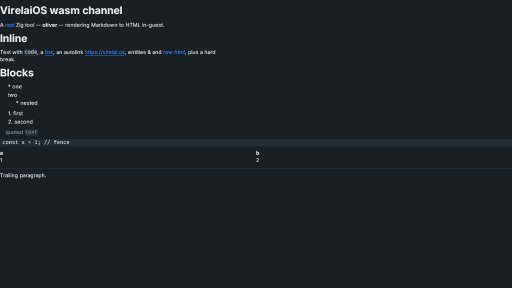 VirelaiOS wasm channel
A real Zig tool — oliver — rendering Markdown to HTML in-guest.
Inline
Text with code, a link, an autolink https://virelai.os, entities & and row html, plus a hard
break.
Blocks
* one
two
* nested
1. first
2. second
quoted text
const x = 1; // fence
a b
1 2
Trailing paragraph.